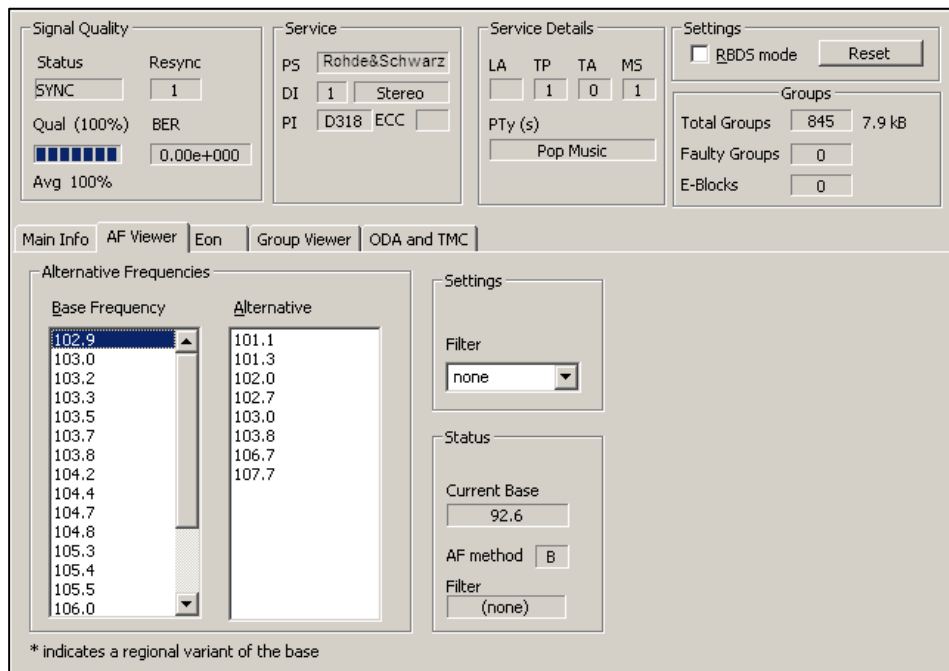 Signal Quality
Status Resync
SYNC 1
Qual (100%) BER
0.00e+000
Avg 100%
Service
PS Rohde&Schwarz
DI 1 Stereo
PI D318 ECC
Service Details
LA TP TA MS
1 0 1
PTy (s)
Pop Music
Settings
RBDS mode Reset
Groups
Total Groups 845 7.9 kB
Faulty Groups 0
E-Blocks 0
Main Info AF Viewer Eon Group Viewer ODA and TMC
Alternative Frequencies
Base Frequency
102.9
103.0
103.2
103.3
103.5
103.7
103.8
104.2
104.4
104.7
104.8
105.3
105.4
105.5
106.0
Alternative
101.1
101.3
102.0
102.7
103.0
103.8
106.7
107.7
Settings
Filter
none
Status
Current Base
92.6
AF method B
Filter
(none)
* indicates a regional variant of the base